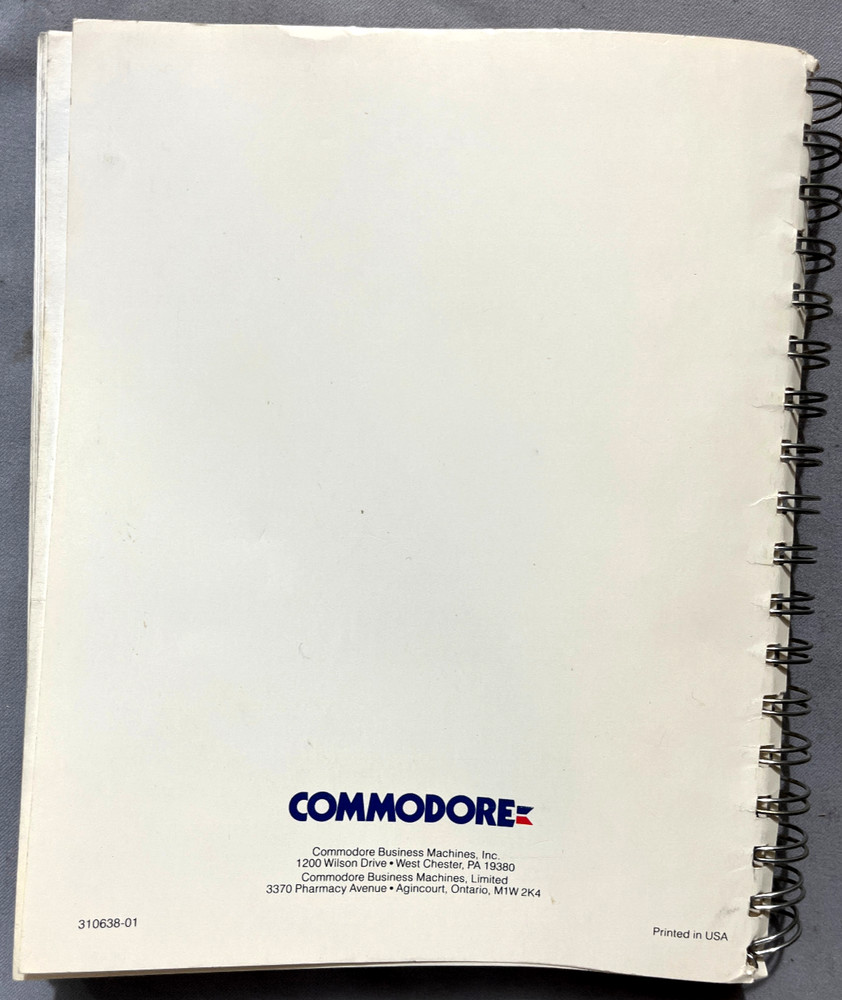 COMMODORE
Commodore Business Machines, Inc.
1200 Wilson Drive • West Chester, PA 19380
Commodore Business Machines, Limited
3370 Pharmacy Avenue • Agincourt, Ontario, M1W 2K4
310638-01
Printed in USA